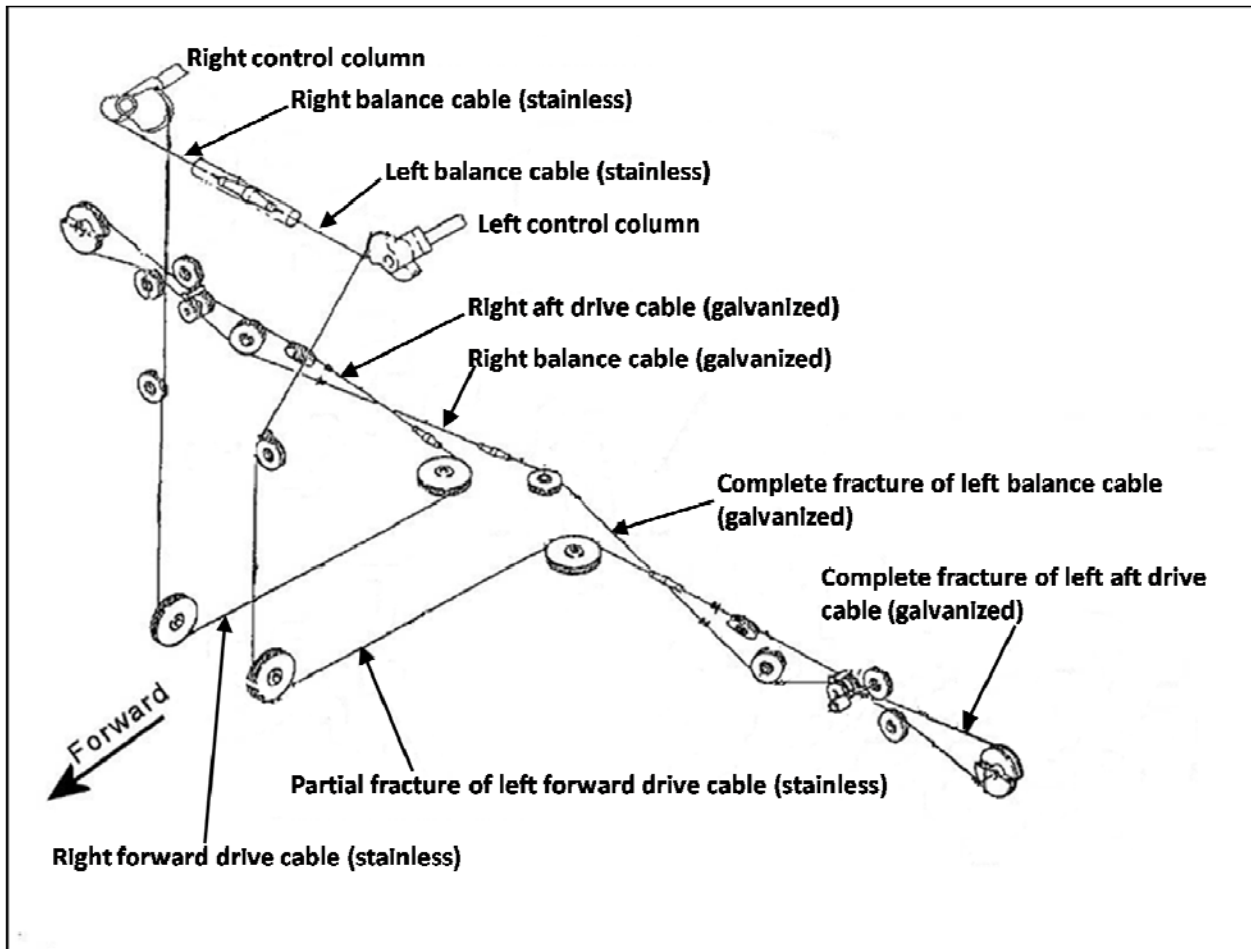 Right control column
Right balance cable (stainless)
Left balance cable (stainless)
Left control column
Right aft drive cable (galvanized)
Right balance cable (galvanized)
Complete fracture of left balance cable
(galvanized)
Complete fracture of left aft drive
cable (galvanized)
Forward
Partial fracture of left forward drive cable (stainless)
Right forward drive cable (stainless)